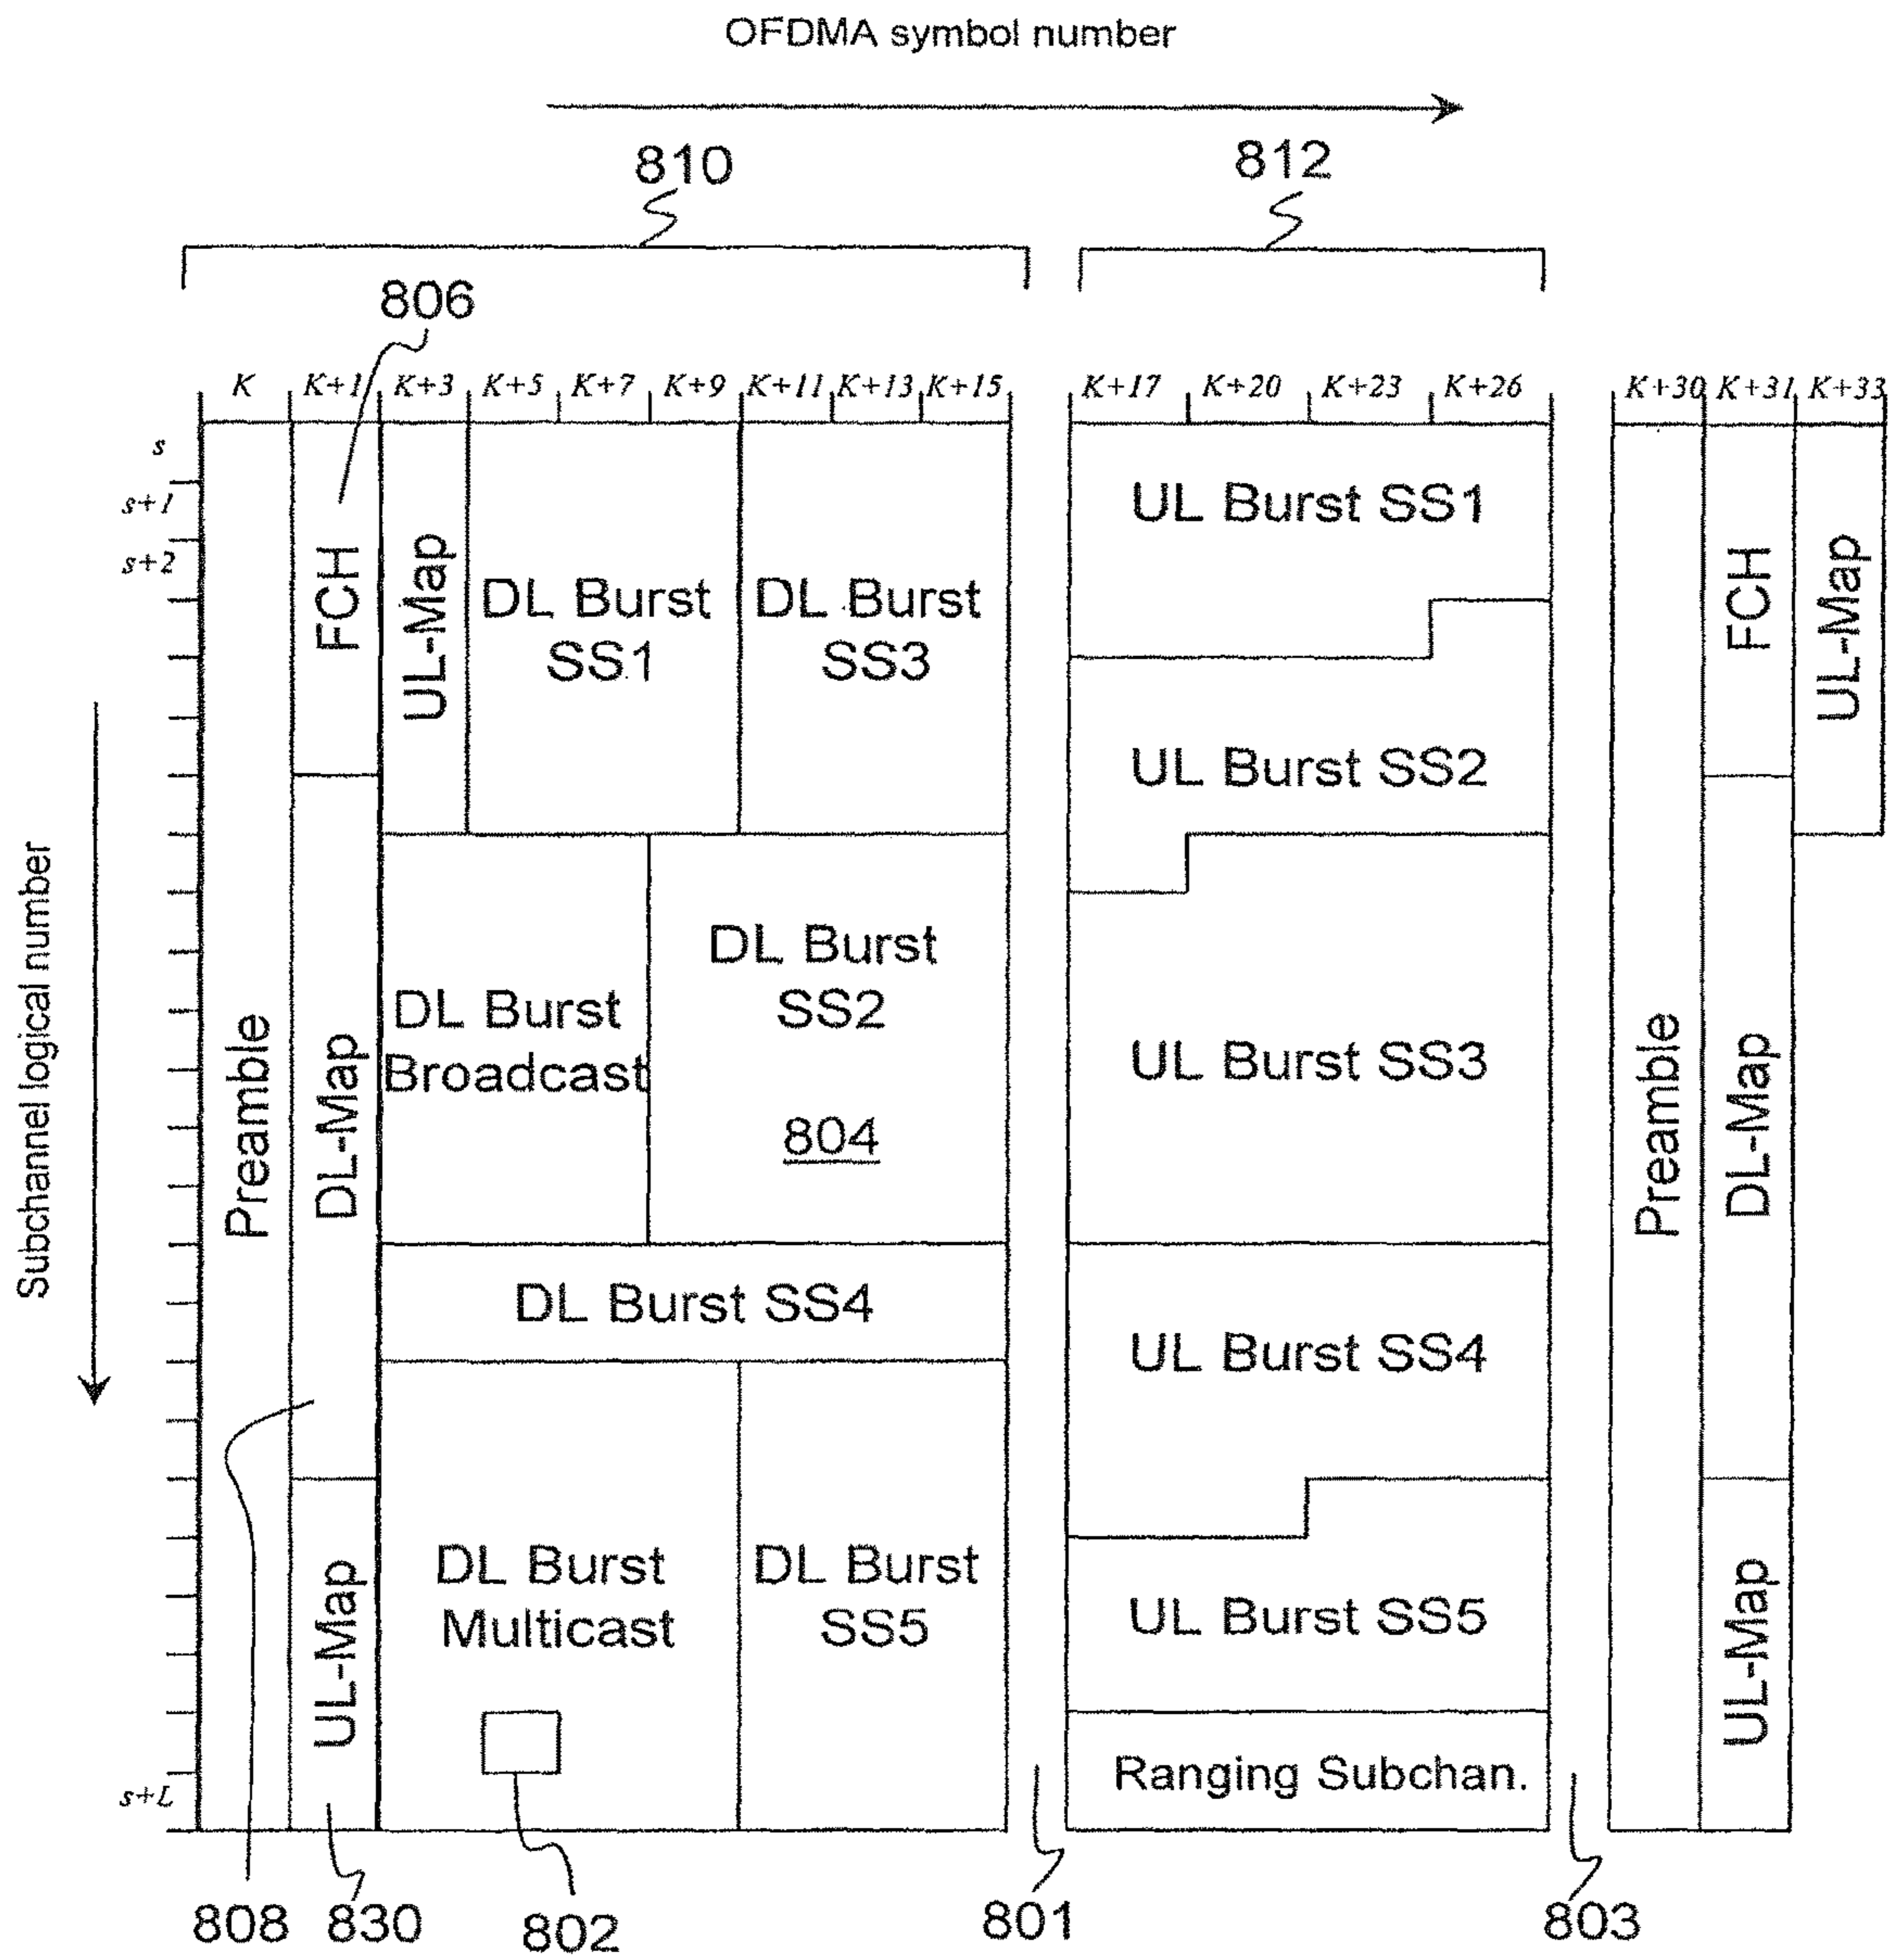 OFDMA symbol number
810
812
806
K
K+1
K+3
K+5
K+7
K+9
K+11
K+13
K+15
K+17
K+20
K+23
K+26
K+30
K+31
K+33
s
s+1
s+2
s+L
Subchannel logical number
Preamble
FCH
DL-Map
UL-Map
UL-Map
DL Burst
SS1
DL Burst
SS3
DL Burst
Broadcast
DL Burst
SS2
804
DL Burst SS4
DL Burst
Multicast
DL Burst
SS5
UL Burst SS1
UL Burst SS2
UL Burst SS3
UL Burst SS4
UL Burst SS5
Ranging Subchan.
Preamble
FCH
DL-Map
UL-Map
UL-Map
808
830
802
801
803